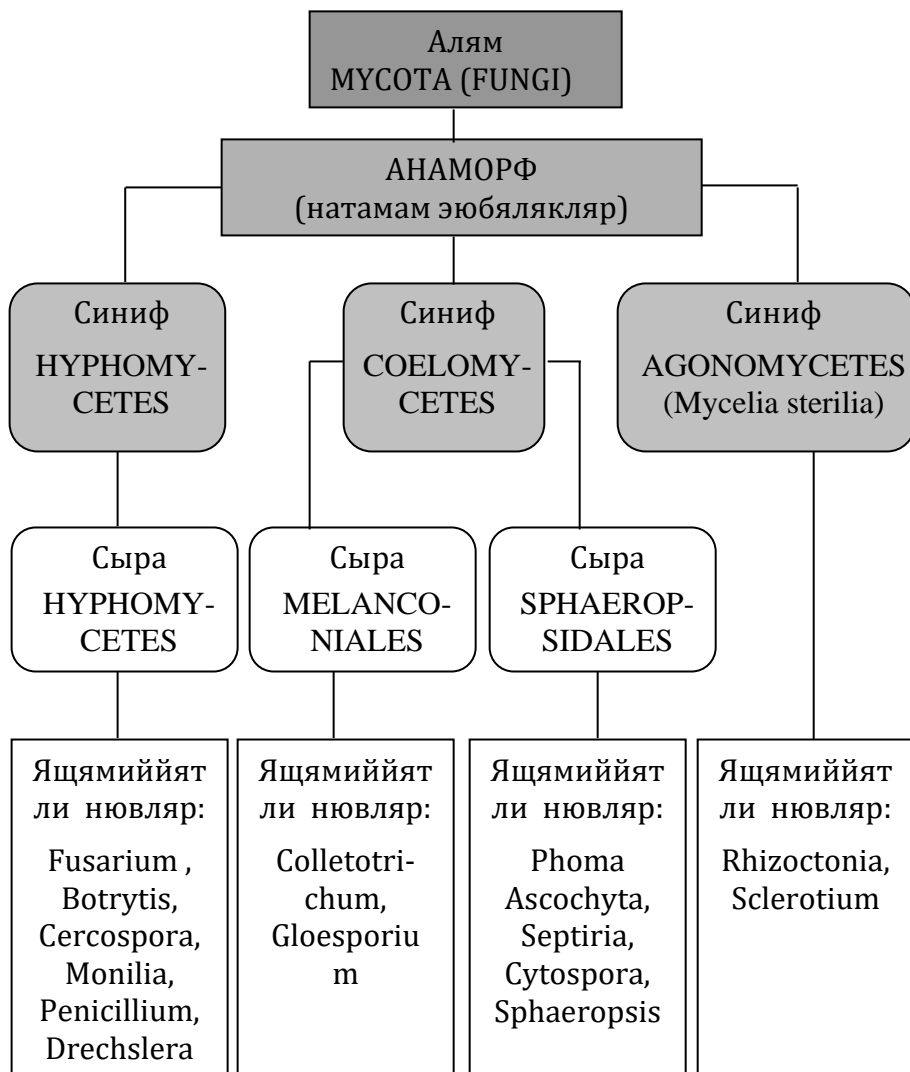 Алям
MYCOTA (FUNGI)
АНАМОРФ
(натамам эюбялякляр)
Синиф
HYPHOMY-
CETES
Синиф
COELOMY-
CETES
Синиф
AGONOMYCETES
(Mycelia sterilia)
Сыра
HYPHOMY-
CETES
Сыра
MELANCO-
NIALES
Сыра
SPHAEROP-
SIDALES
Ящямиййят
ли нювляр:
Fusarium ,
Botrytis,
Cercospora,
Monilia,
Penicillium,
Drechslera
Ящямиййят
ли нювляр:
Colletotri-
chum,
Gloesporiu
m
Ящямиййят
ли нювляр:
Phoma
Ascochyta,
Septiria,
Cytospora,
Sphaeropsis
Ящямиййят
ли нювляр:
Rhizoctonia,
Sclerotium